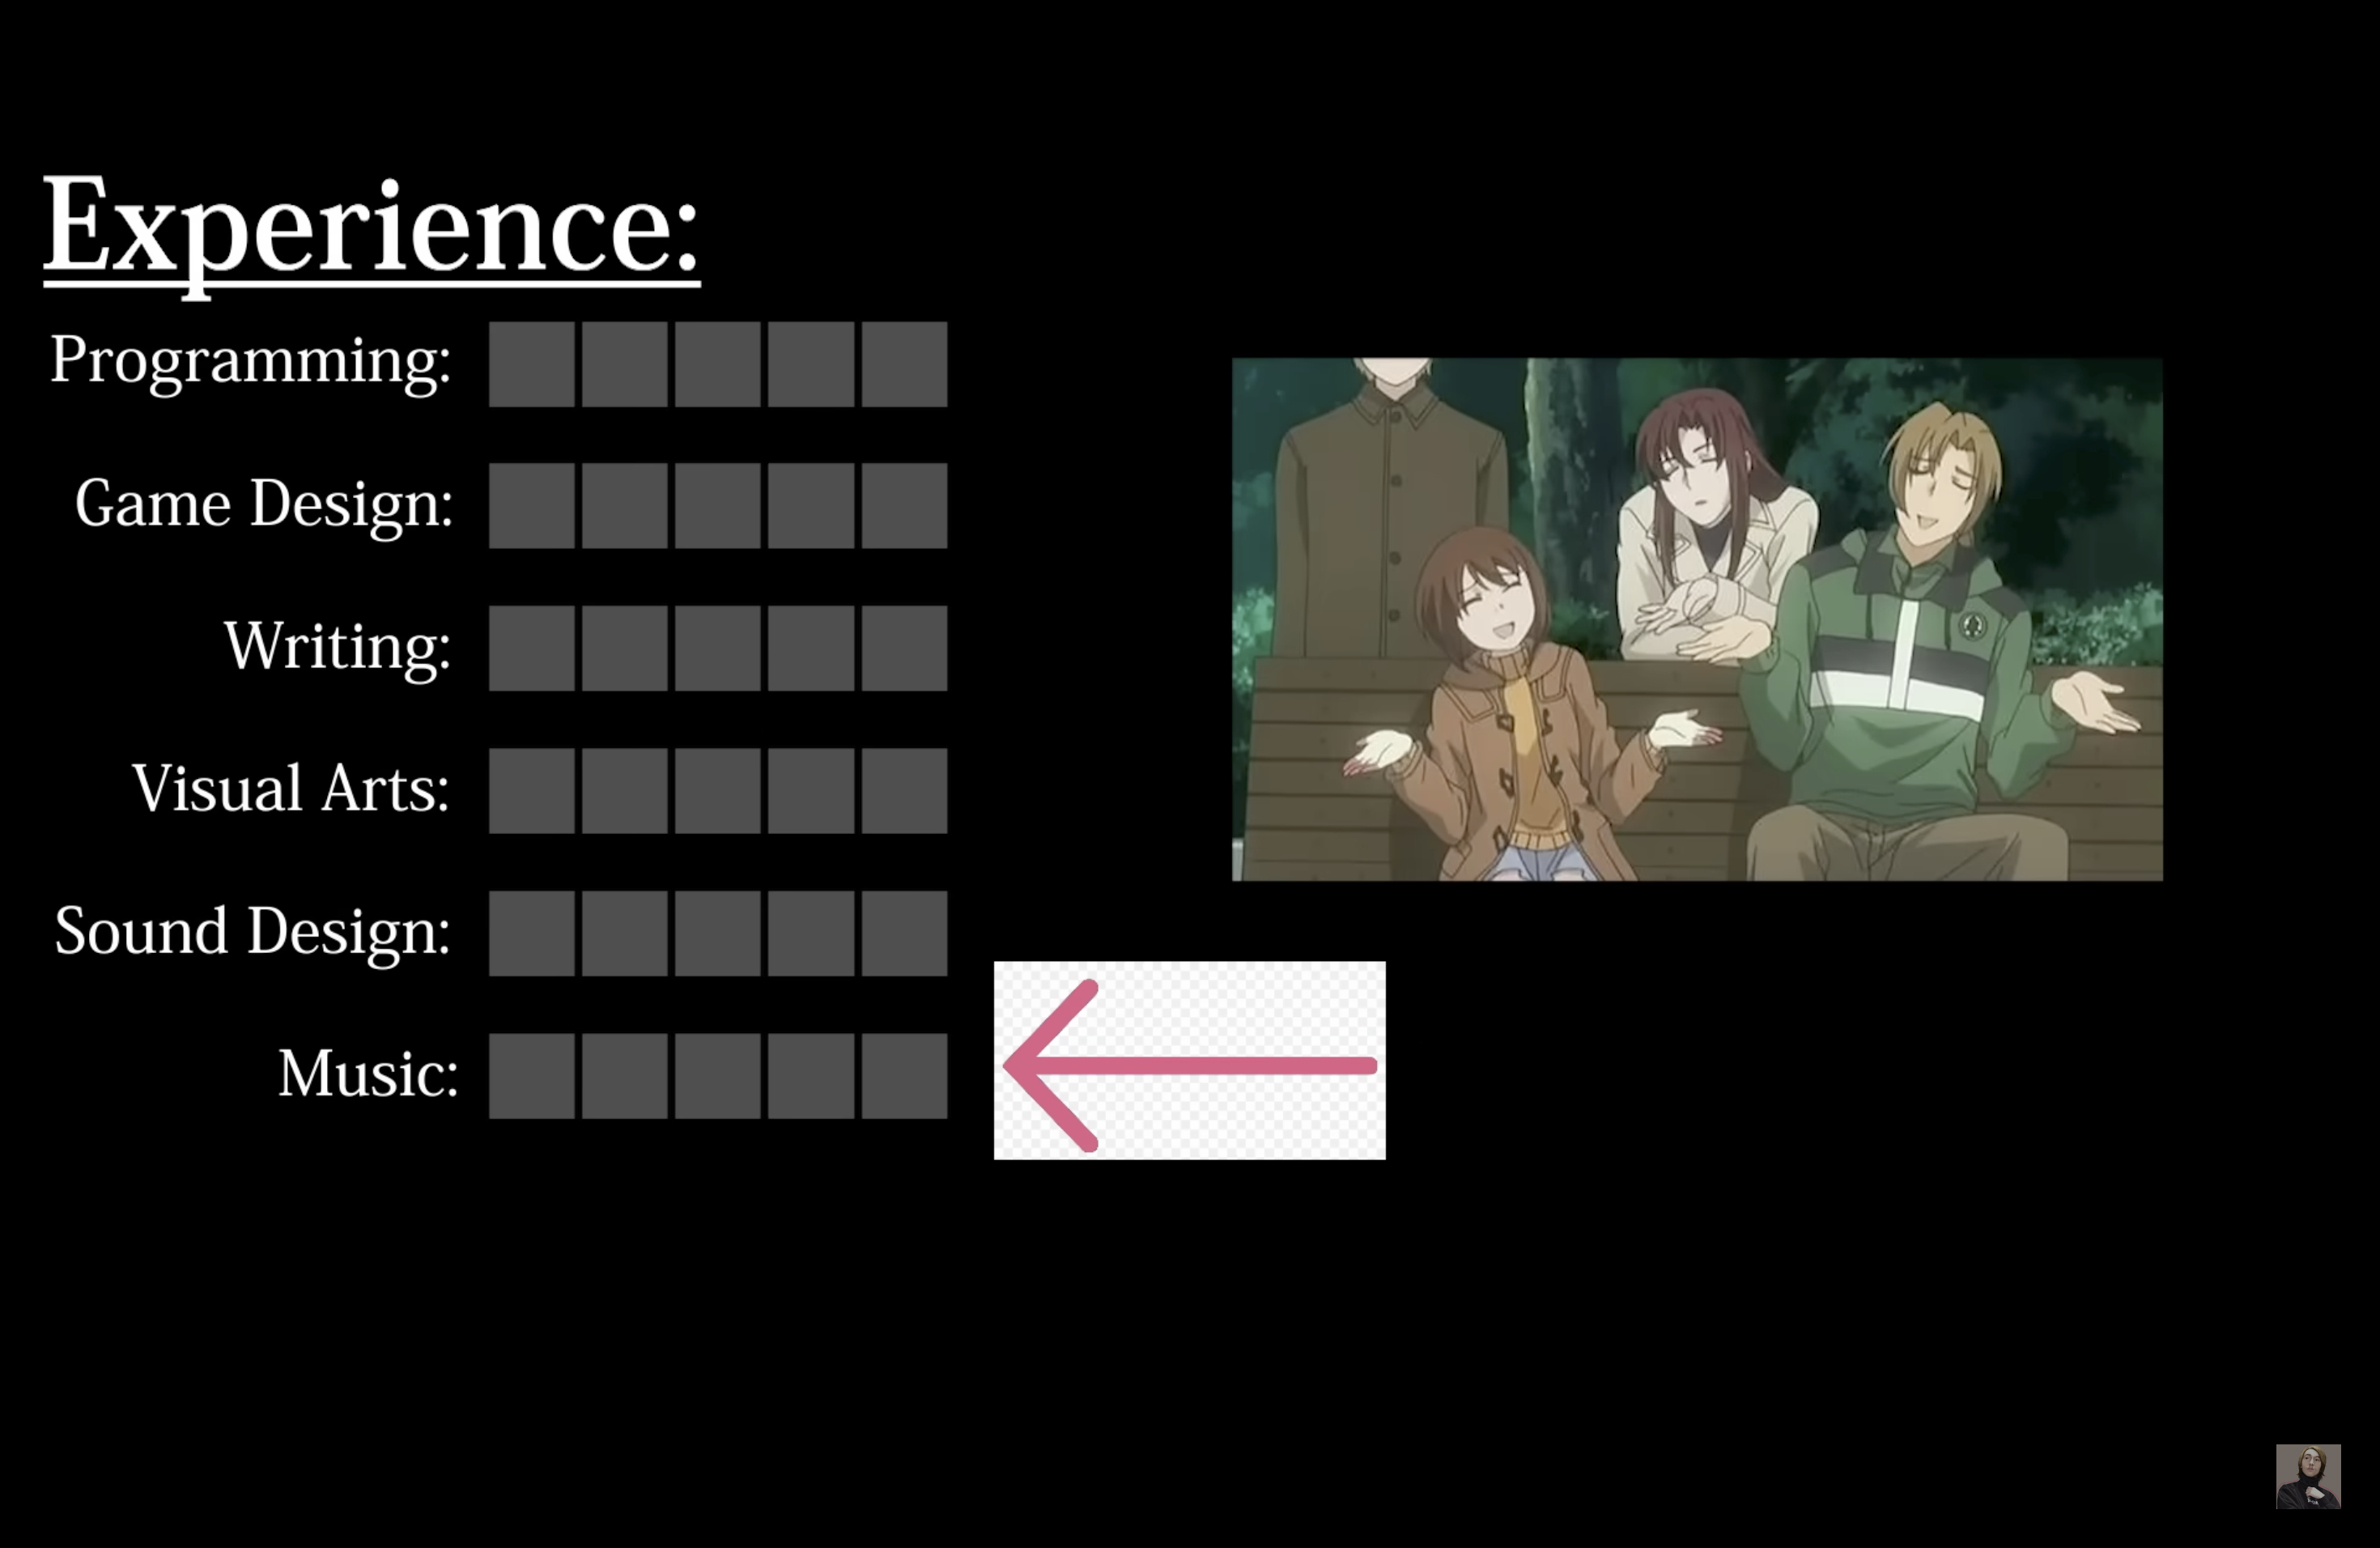 Experience:
Programming:
Game Design:
Writing:
Visual Arts:
Sound Design:
Music: